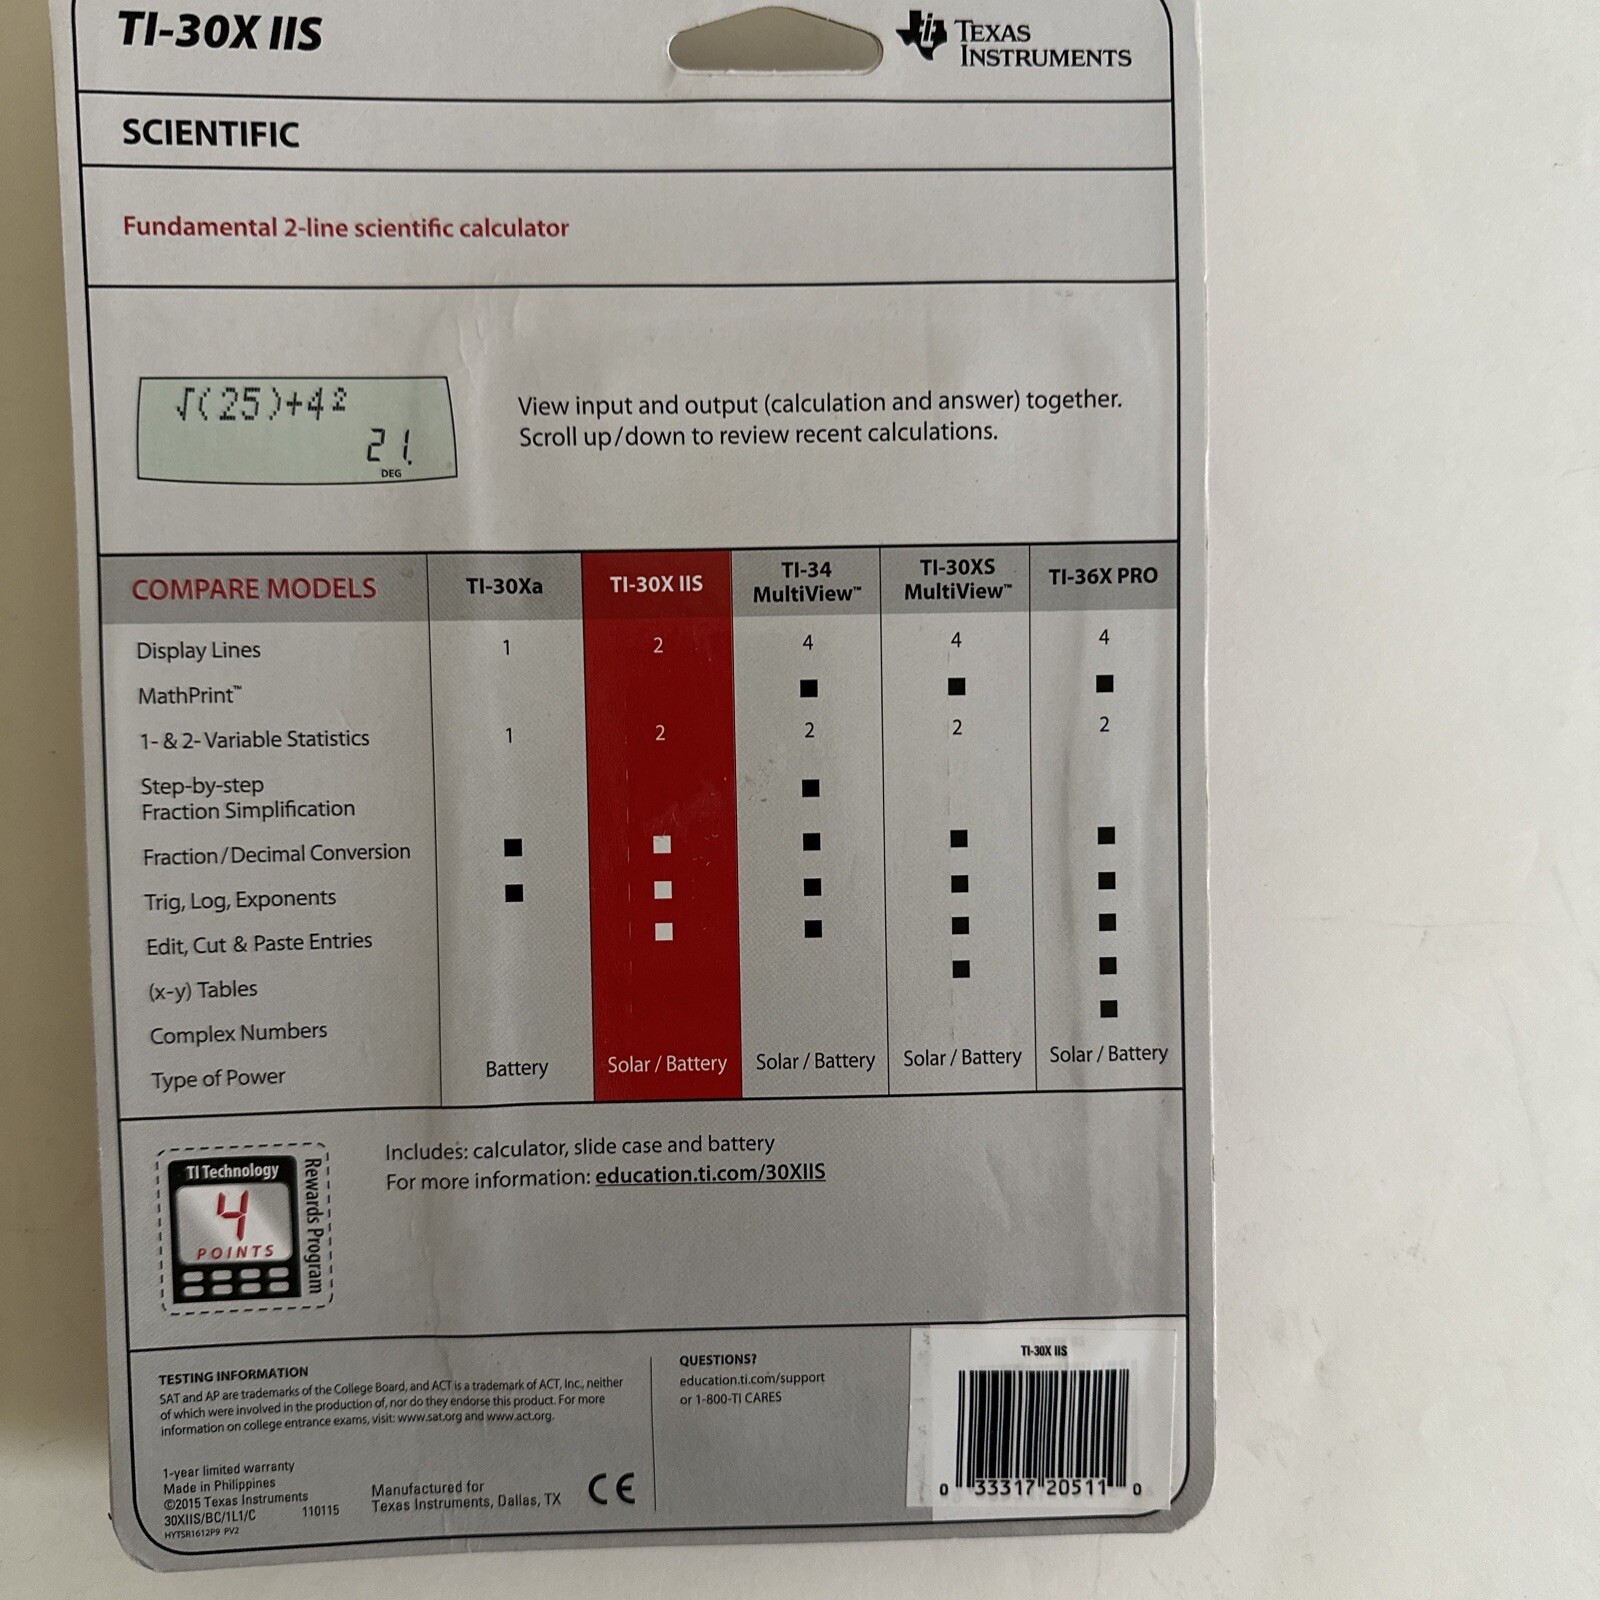 TI-30X IIS
TEXAS
INSTRUMENTS
SCIENTIFIC
Fundamental 2-line scientific calculator
√(25)+4²
21.
DEG
View input and output (calculation and answer) together.
Scroll up/down to review recent calculations.
COMPARE MODELS TI-30Xa TI-30X IIS TI-34 MultiView™ TI-30XS MultiView™ TI-36X PRO
Display Lines 1 2 4 4 4
MathPrint™ ■ ■ ■
1- & 2- Variable Statistics 1 2 2 2 2
Step-by-step
Fraction Simplification ■
Fraction/Decimal Conversion ■ ■ ■ ■ ■
Trig, Log, Exponents ■ ■ ■ ■ ■
Edit, Cut & Paste Entries ■ ■ ■ ■
(x-y) Tables ■ ■
Complex Numbers ■
Type of Power Battery Solar / Battery Solar / Battery Solar / Battery Solar / Battery
TI Technology
4
POINTS
Rewards Program
Includes: calculator, slide case and battery
For more information: education.ti.com/30XIIS
TESTING INFORMATION
SAT and AP are trademarks of the College Board, and ACT is a trademark of ACT, Inc., neither
of which were involved in the production of, nor do they endorse this product. For more
information on college entrance exams, visit: www.sat.org and www.act.org.
1-year limited warranty
Made in Philippines
©2015 Texas Instruments
30XIIS/BC/1L1/C 110115
HYTSR1612P9 PV2
Manufactured for
Texas Instruments, Dallas, TX
CE
QUESTIONS?
education.ti.com/support
or 1-800-TI CARES
TI-30X IIS
0 33317 20511 0